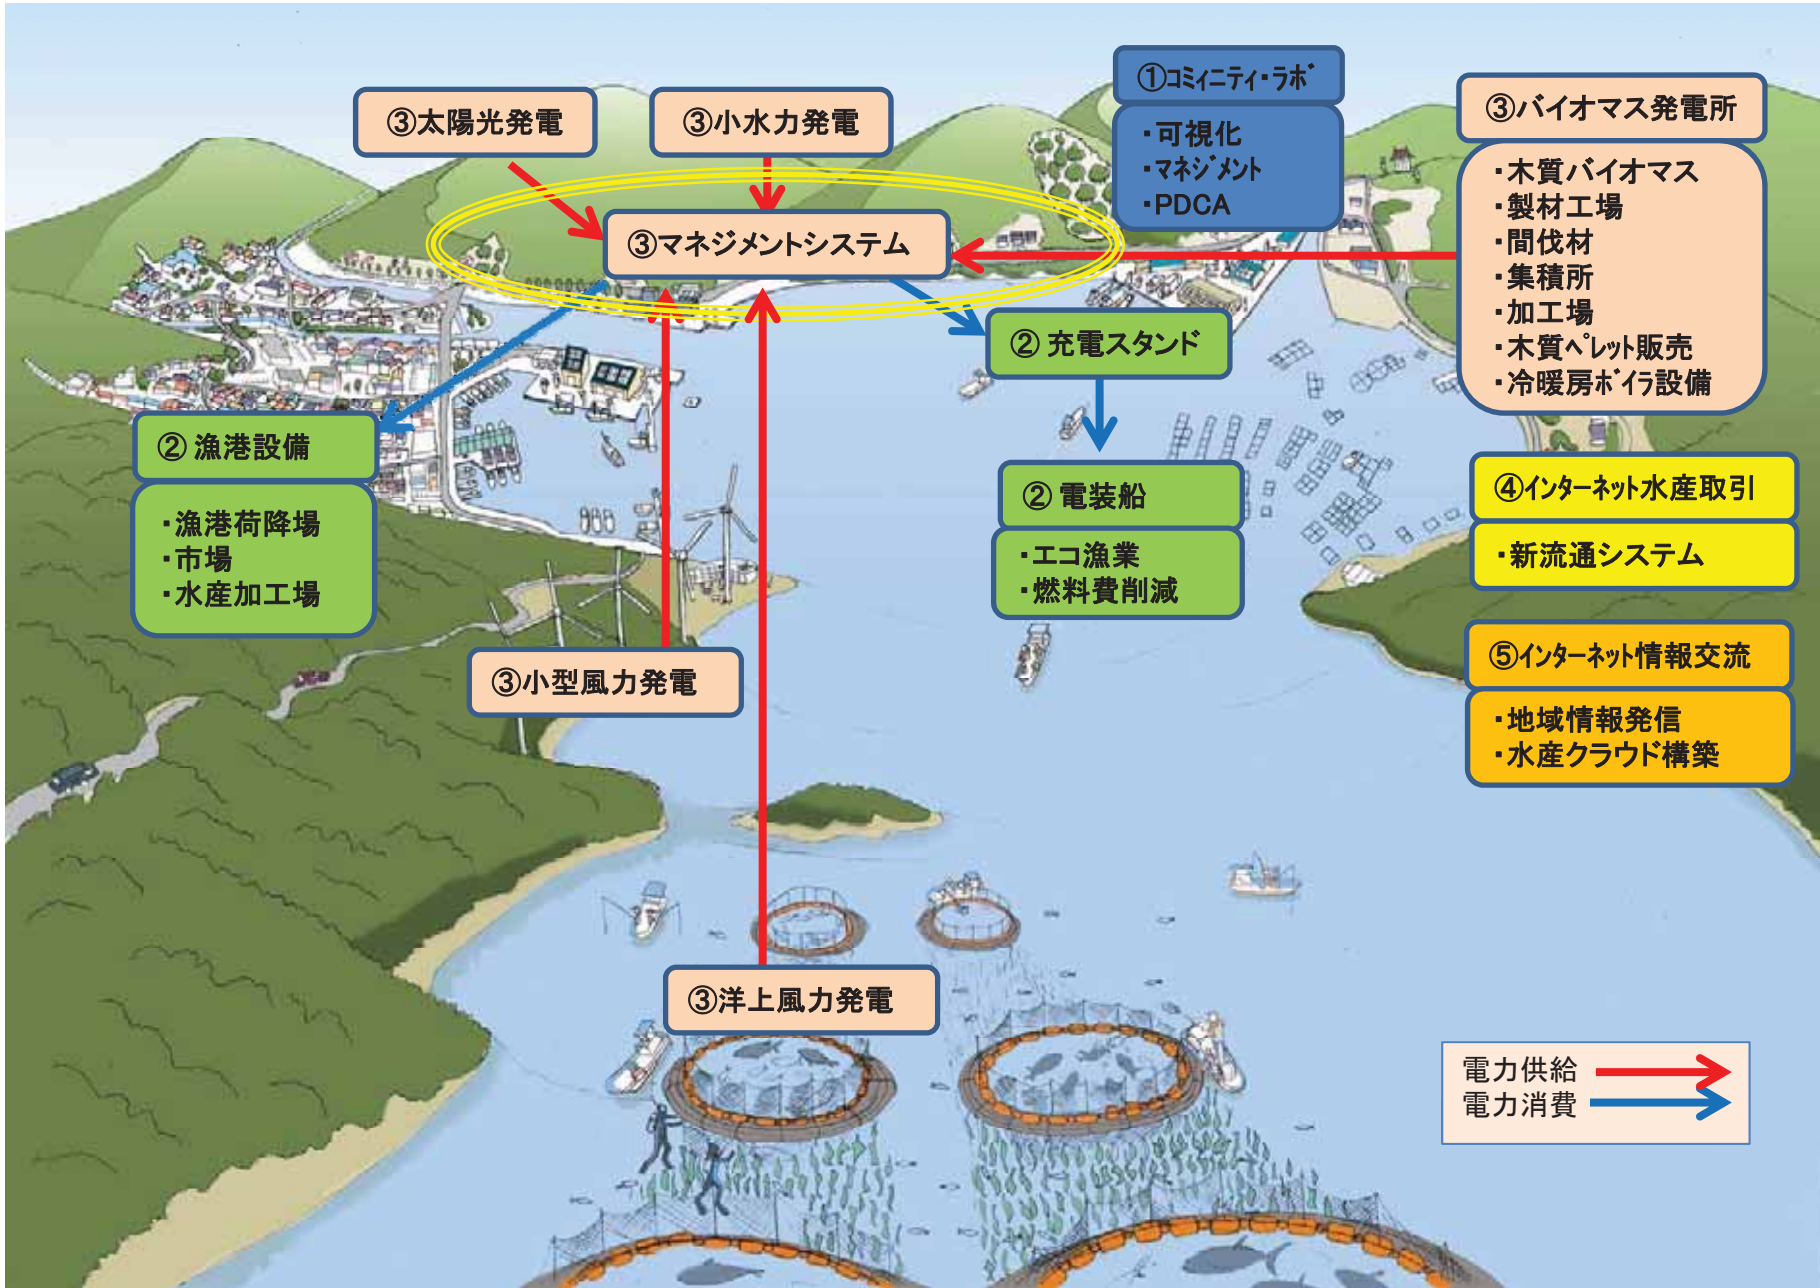 ①コミィニティ・ラボ
・可視化
・マネジメント
・PDCA
③太陽光発電
③小水力発電
③バイオマス発電所
・木質バイオマス
・製材工場
・間伐材
・集積所
・加工場
・木質ペレット販売
・冷暖房ボイラ設備
③マネジメントシステム
②充電スタンド
②漁港設備
・漁港荷降場
・市場
・水産加工場
②電装船
・エコ漁業
・燃料費削減
④インターネット水産取引
・新流通システム
③小型風力発電
⑤インターネット情報交流
・地域情報発信
・水産クラウド構築
③洋上風力発電
電力供給
電力消費